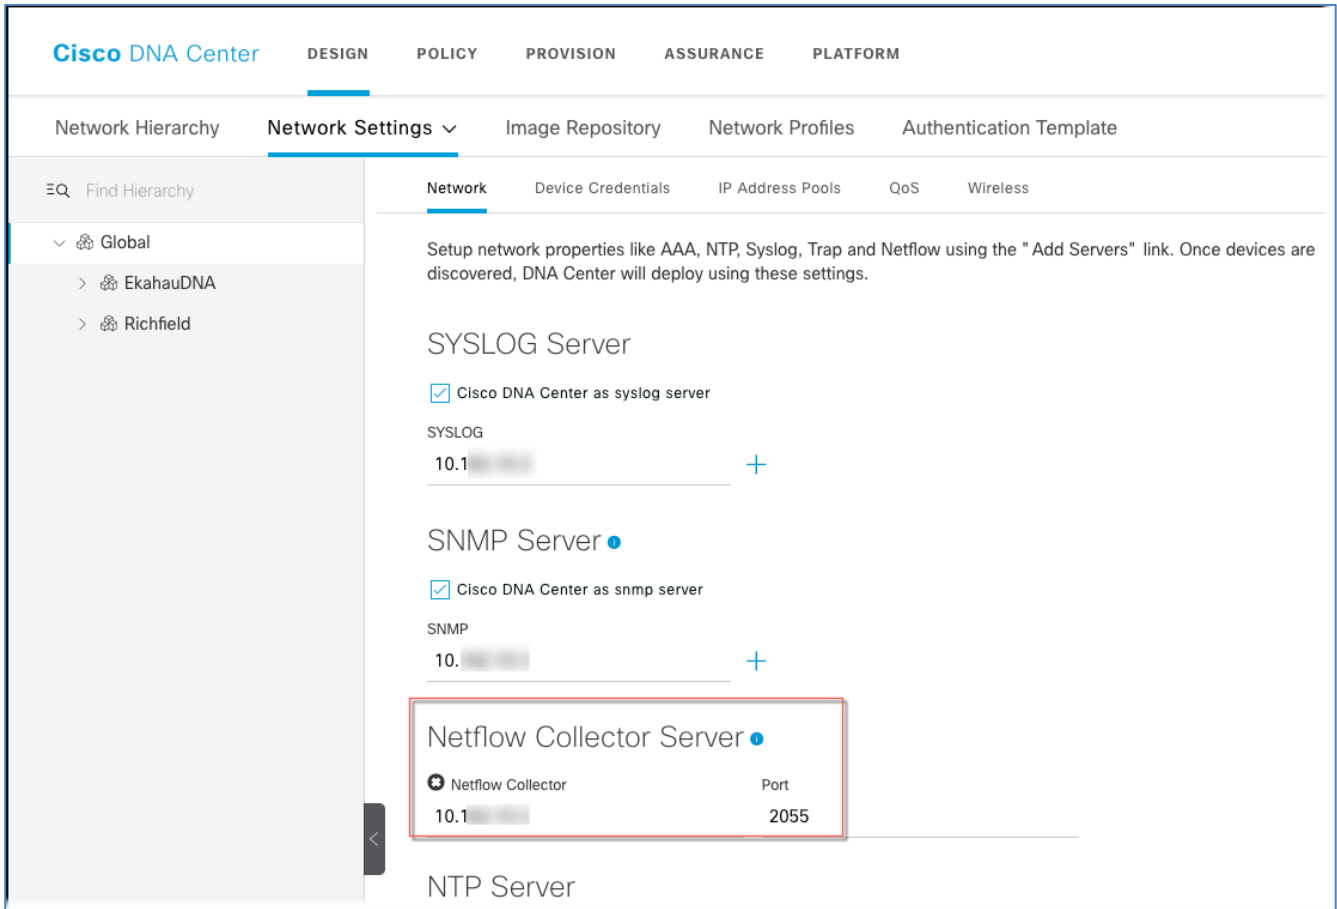 Cisco DNA Center DESIGN POLICY PROVISION ASSURANCE PLATFORM
Network Hierarchy Network Settings Image Repository Network Profiles Authentication Template
Find Hierarchy
Global
EkahauDNA
Richfield
Network Device Credentials IP Address Pools QoS Wireless
Setup network properties like AAA, NTP, Syslog, Trap and Netflow using the "Add Servers" link. Once devices are
discovered, DNA Center will deploy using these settings.
SYSLOG Server
Cisco DNA Center as syslog server
SYSLOG
10.1
SNMP Server
Cisco DNA Center as snmp server
SNMP
10.
Netflow Collector Server
Netflow Collector Port
10.1 2055
NTP Server